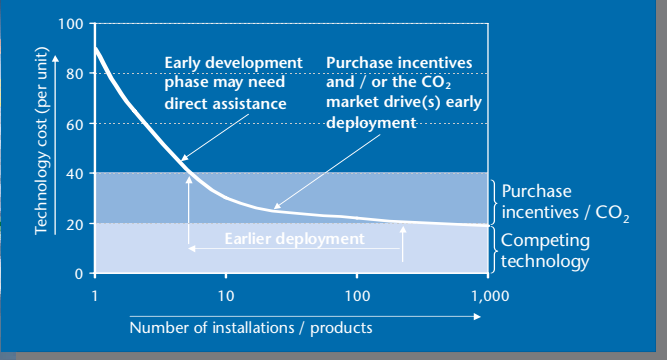 Technology cost (per unit)
100
80
60
40
20
0
Early development
phase may need
direct assistance
Purchase incentives
and / or the CO₂
market drive(s) early
deployment
Earlier deployment
Purchase
incentives / CO₂
Competing
technology
1
10
100
1,000
Number of installations / products